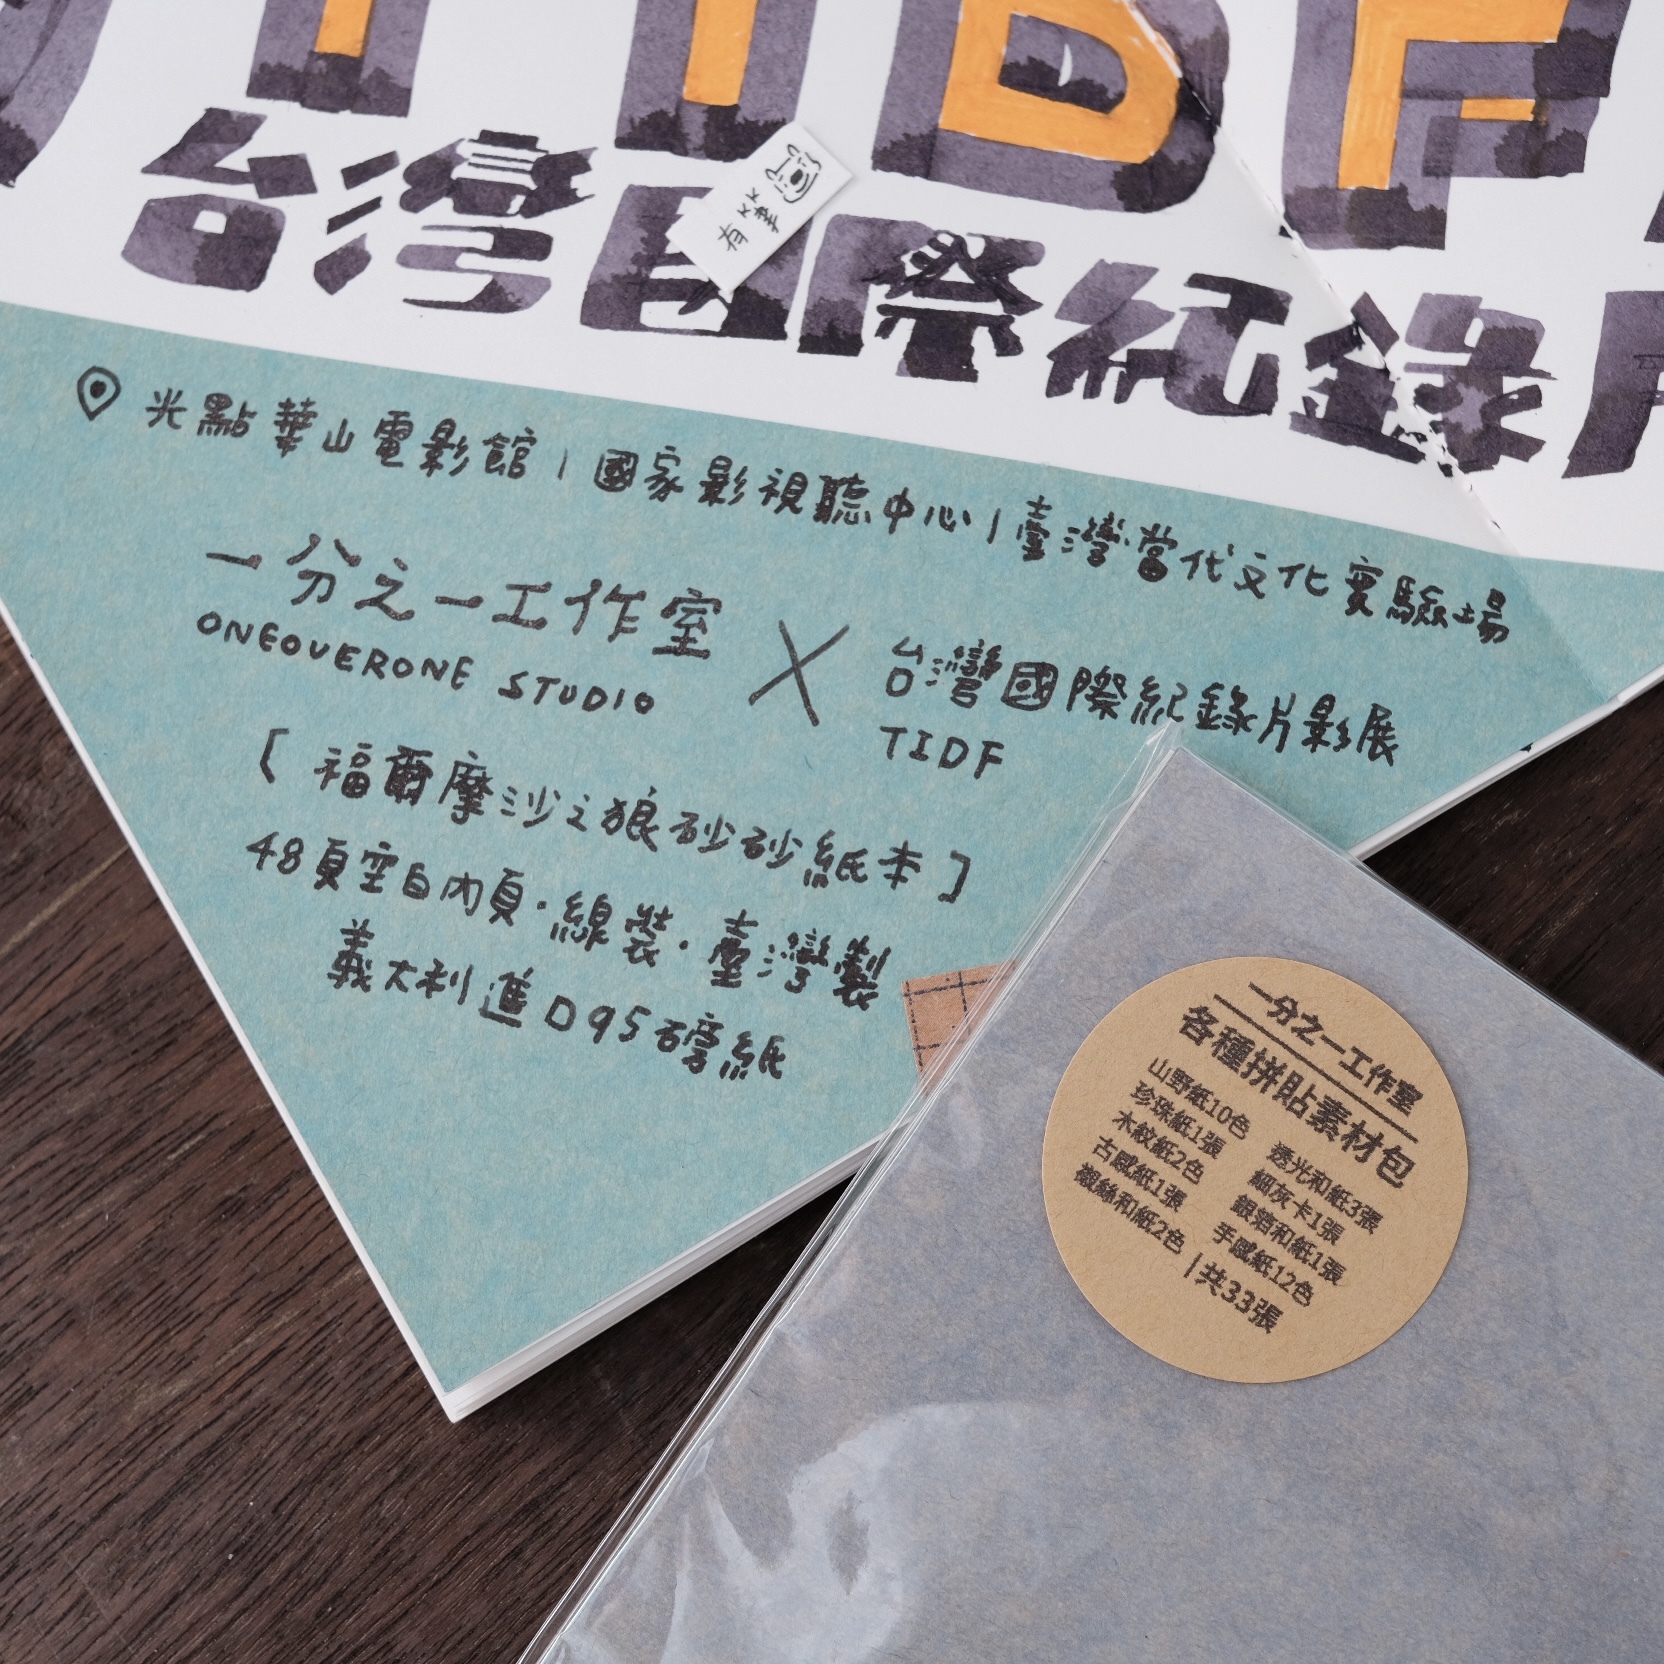 TIDF
台灣國際紀錄片
有竹筆
光點華山電影館 | 國家影視聽中心 | 臺灣當代文化實驗場
一分之一工作室 × 台灣國際紀錄片影展
ONEOVERONE STUDIO TIDF
[ 福爾摩沙之狼砂砂紙本 ]
48頁空白內頁·線裝·臺灣製
義大利進口95磅紙
一分之一工作室
各種拼貼素材包
山野紙10色
珍珠紙1張
木紋紙2色
古感紙1張
襯絲和紙2色
透光和紙3張
細灰卡1張
銀箔和紙1張
手感紙12色
|共33張